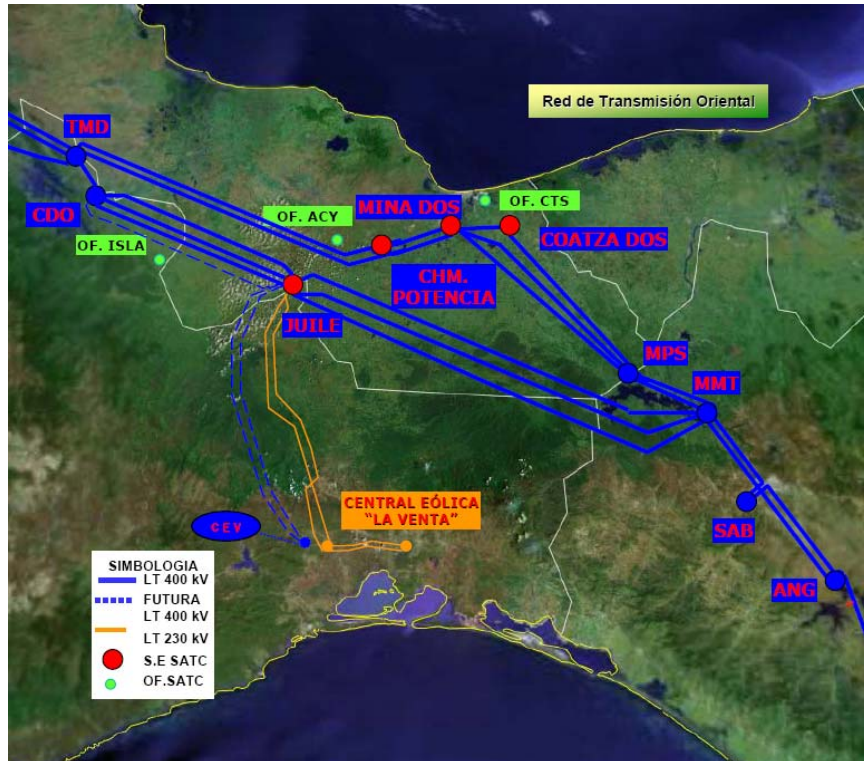 Red de Transmisión Oriental
TMD
CDO
OF. ISLA
OF. ACY
MINA DOS
OF. CTS
COATZA DOS
CHM.
POTENCIA
JUILE
MPS
MMT
SAB
ANG
CENTRAL EÓLICA
“LA VENTA”
CEV
SIMBOLOGIA
LT 400 kV
FUTURA
LT 400 kV
LT 230 kV
S.E SATC
OF.SATC